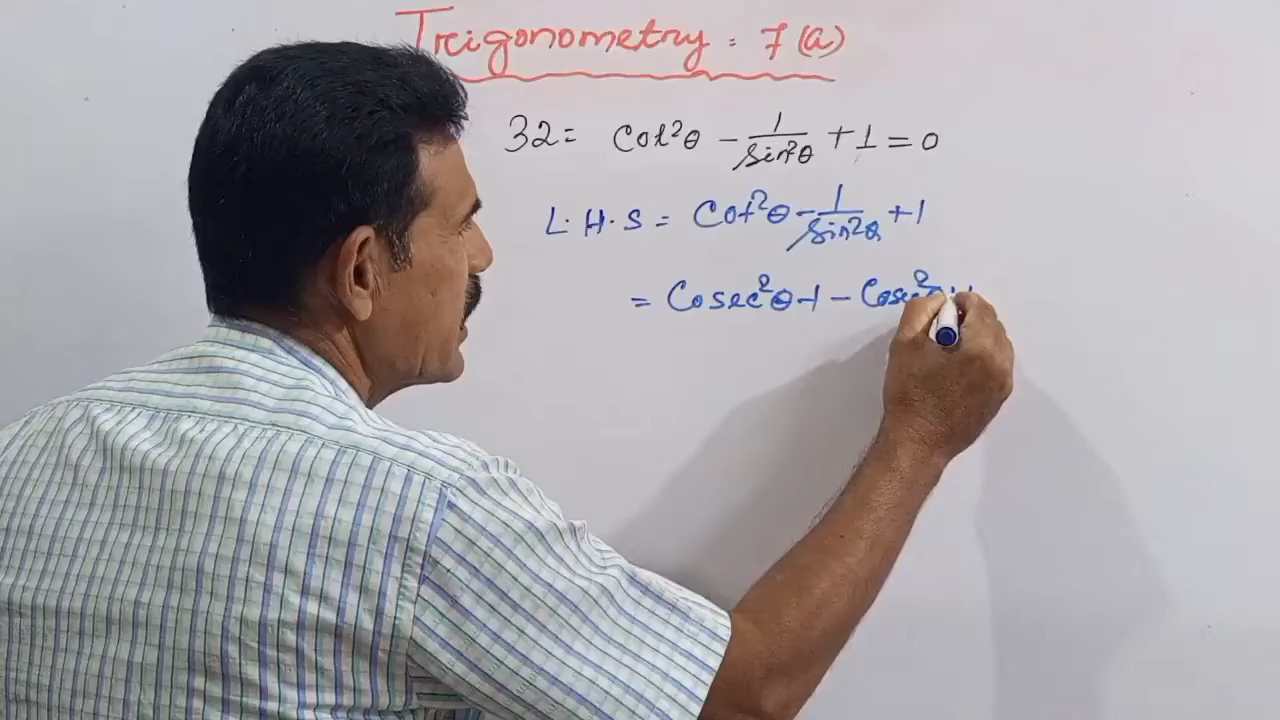 Trigonometry = 7(a)
32= Cot²θ - 1/sin²θ + 1 = 0
L.H.S = Cot²θ - 1/sin²θ + 1
= Cosec²θ-1 - Cosec²θ